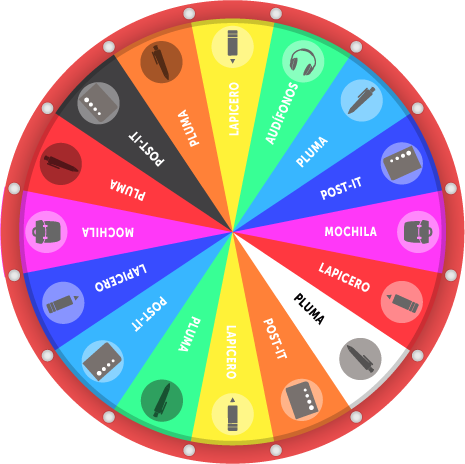 LAPICERO
AUDÍFONOS
PLUMA
POST-IT
MOCHILA
LAPICERO
PLUMA
POST-IT
LAPICERO
PLUMA
POST-IT
LAPICERO
MOCHILA
PLUMA
POST-IT
PLUMA